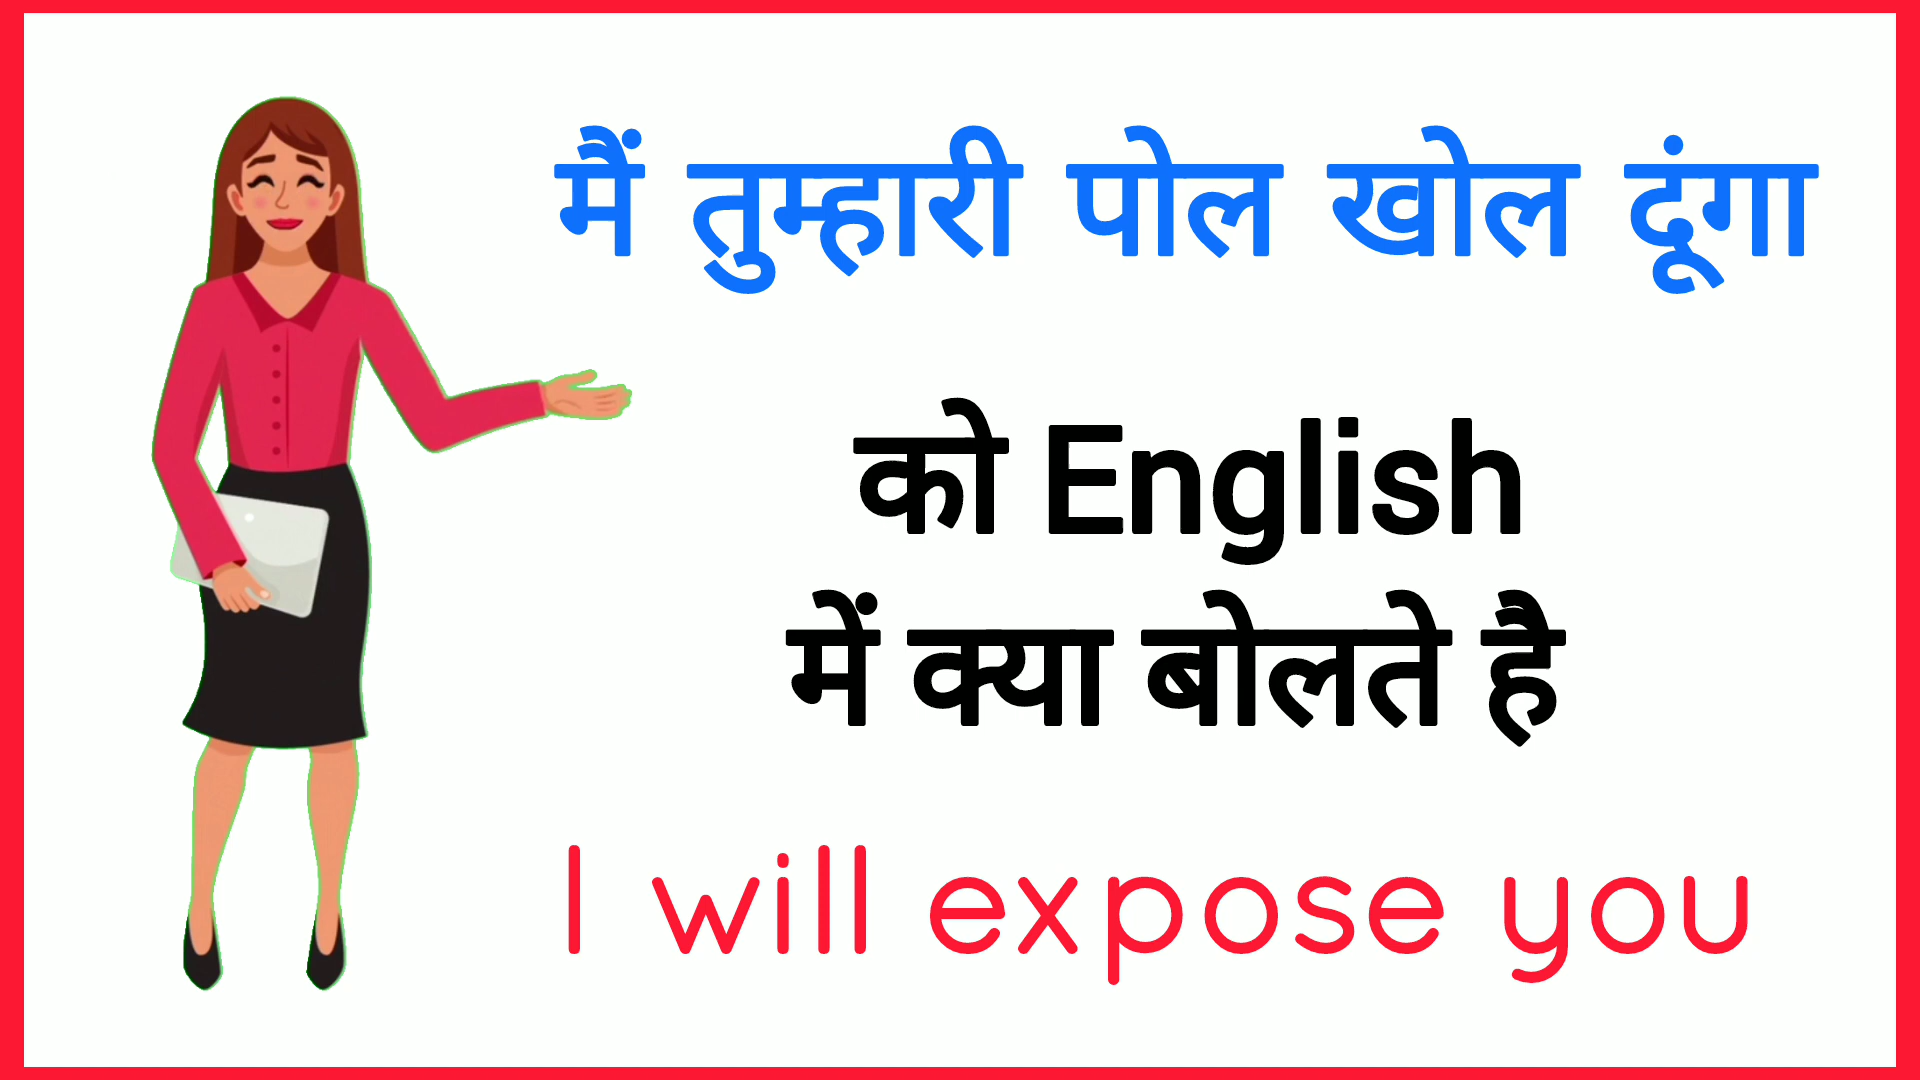 मैं तुम्हारी पोल खोल दूंगा
को English
में क्या बोलते है
I will expose you